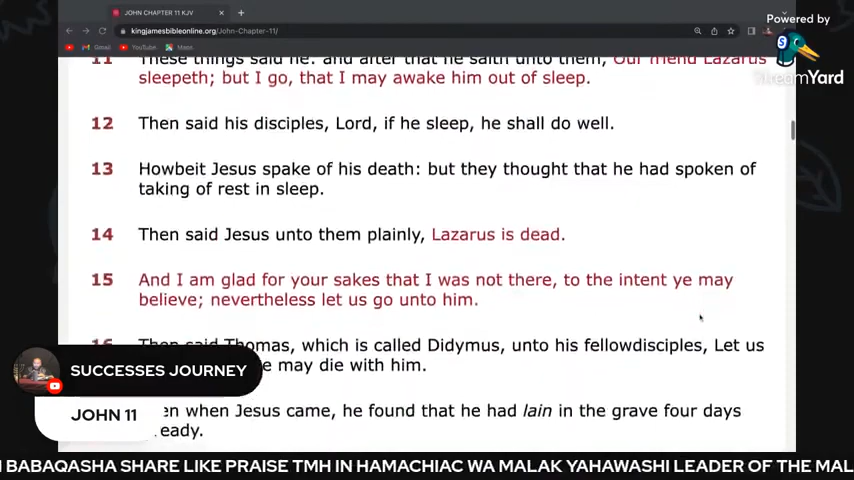 JOHN CHAPTER 11 KJV
Powered by
kingjamesbibleonline.org/John-Chapter-11/
Gmail YouTube Maps
StreamYard
11 These things said he: and after that he saith unto them, Our friend Lazarus
sleepeth; but I go, that I may awake him out of sleep.
12 Then said his disciples, Lord, if he sleep, he shall do well.
13 Howbeit Jesus spake of his death: but they thought that he had spoken of
taking of rest in sleep.
14 Then said Jesus unto them plainly, Lazarus is dead.
15 And I am glad for your sakes that I was not there, to the intent ye may
believe; nevertheless let us go unto him.
16 Then said Thomas, which is called Didymus, unto his fellowdisciples, Let us
may die with him.
SUCCESSES JOURNEY
JOHN 11
when Jesus came, he found that he had lain in the grave four days
BABAQASHA SHARE LIKE PRAISE TMH IN HAMACHIAC WA MALAK YAHAWASHI LEADER OF THE MAL